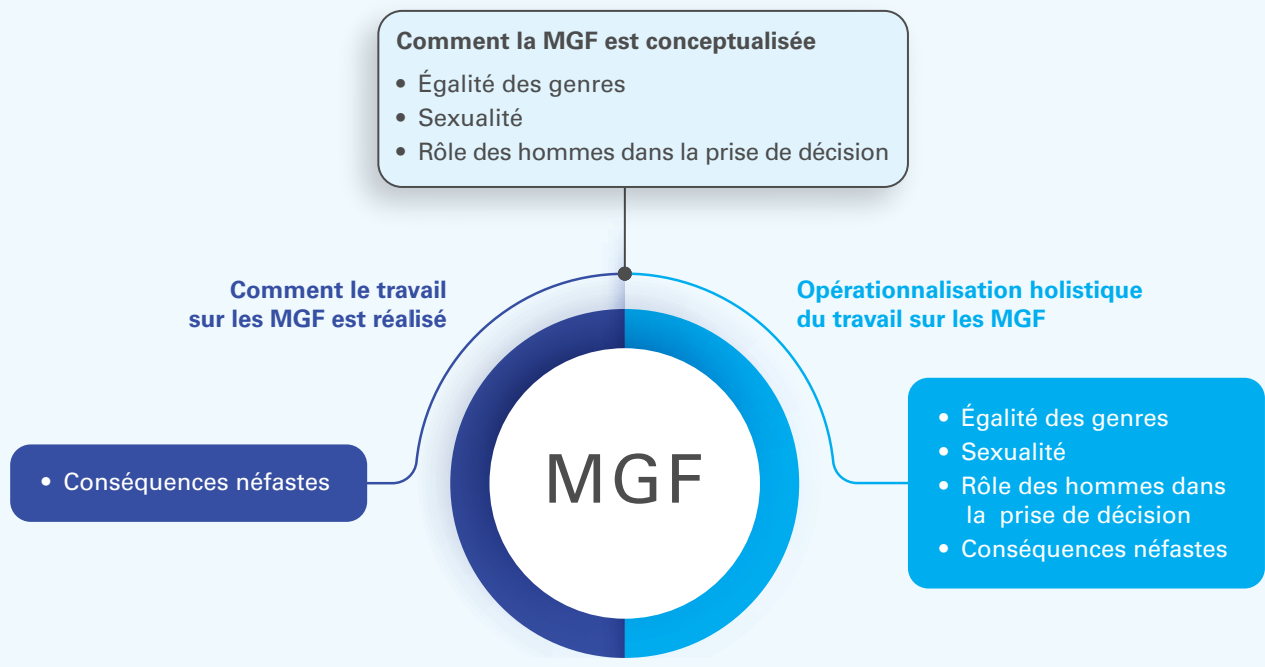 Comment la MGF est conceptualisée
• Égalité des genres
• Sexualité
• Rôle des hommes dans la prise de décision
Comment le travail
sur les MGF est réalisé
Opérationnalisation holistique
du travail sur les MGF
• Conséquences néfastes
MGF
• Égalité des genres
• Sexualité
• Rôle des hommes dans
la prise de décision
• Conséquences néfastes